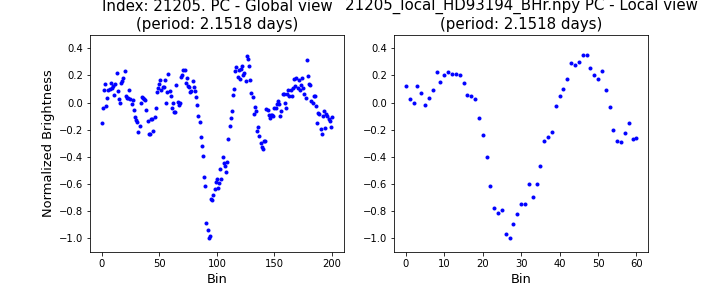 Index: 21205. PC - Global view
(period: 2.1518 days)
21205_local_HD93194_BHr.npy PC - Local view
(period: 2.1518 days)
Normalized Brightness
0.4
0.2
0.0
−0.2
−0.4
−0.6
−0.8
−1.0
0 50 100 150 200
Bin
0.4
0.2
0.0
−0.2
−0.4
−0.6
−0.8
−1.0
0 10 20 30 40 50 60
Bin